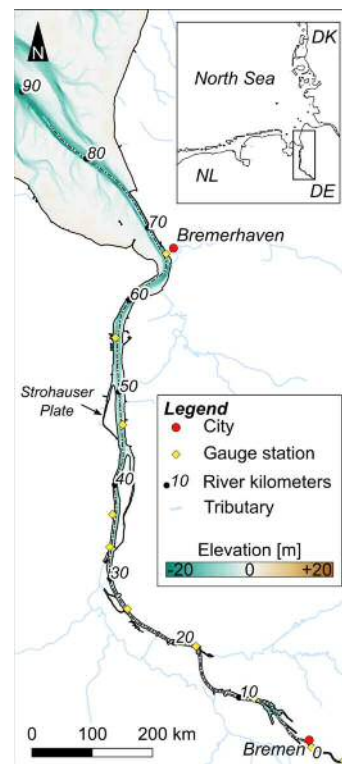 N
DK
North Sea
NL
DE
90
80
70
Bremerhaven
60
50
Strohauser
Plate
40
30
20
10
Bremen
0
Legend
City
Gauge station
10 River kilometers
Tributary
Elevation [m]
-20 0 +20
0 100 200 km